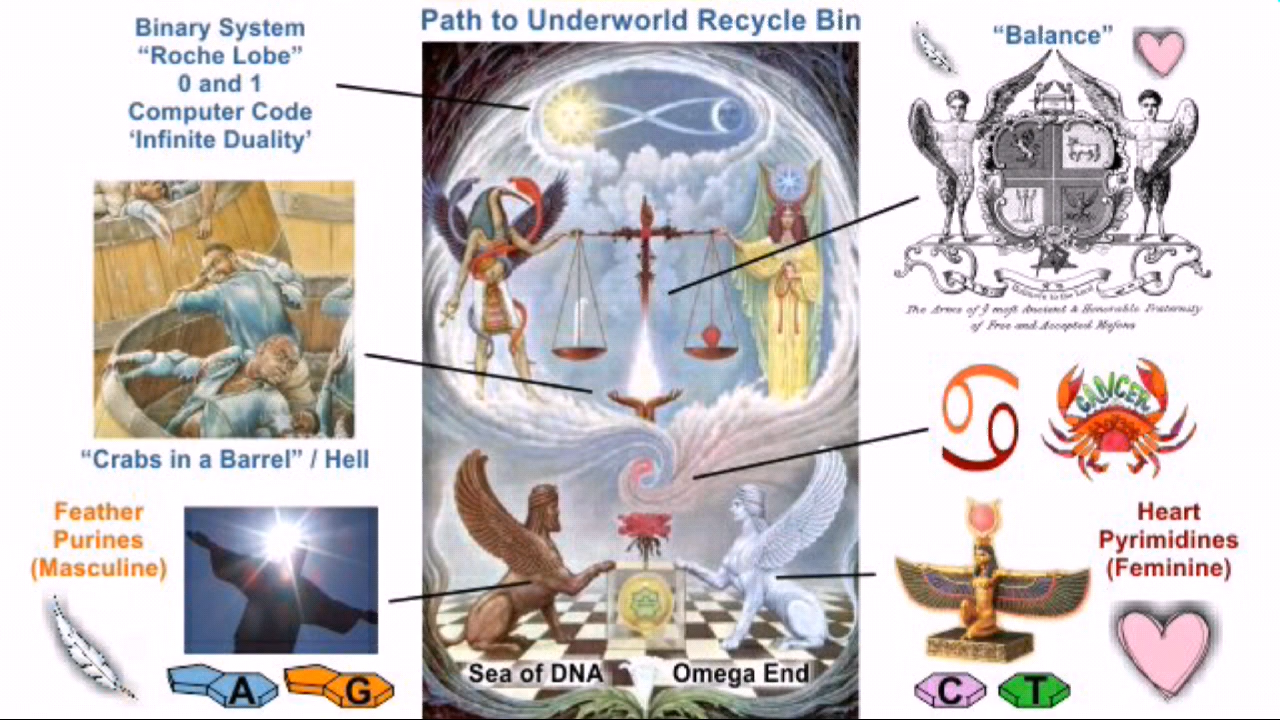 Path to Underworld Recycle Bin
Binary System
“Roche Lobe”
0 and 1
Computer Code
‘Infinite Duality’
“Balance”
The Arms of ye most Ancient & Honorable Fraternity
of Free and Accepted Masons
CANCER
“Crabs in a Barrel” / Hell
Feather
Purines
(Masculine)
Heart
Pyrimidines
(Feminine)
Sea of DNA
Omega End
A
G
C
T